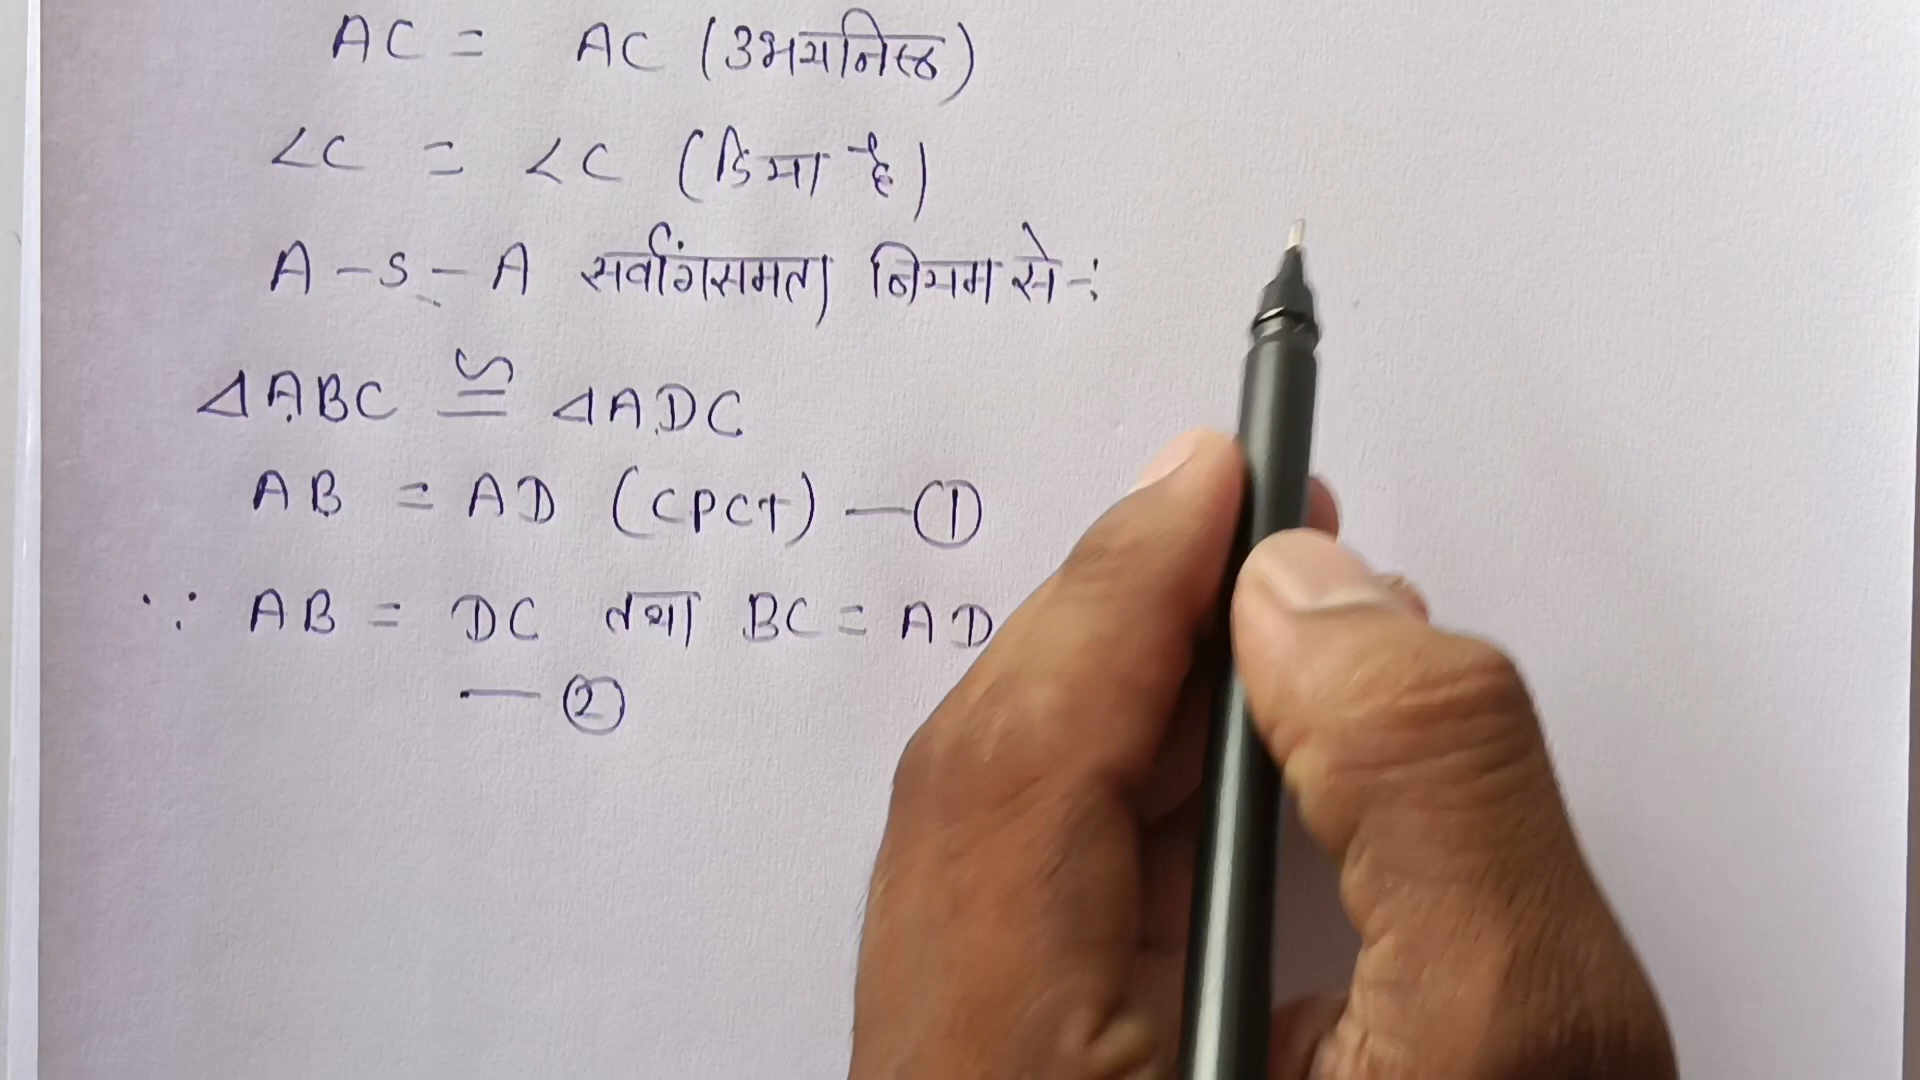 AC = AC (उभयनिष्ठ)
∠C = ∠C (दिया है)
A-S-A सर्वांगसमता नियम से-:
△ABC ≅ △ADC
AB = AD (CPCT) — ①
∵ AB = DC तथा BC = AD
— ②